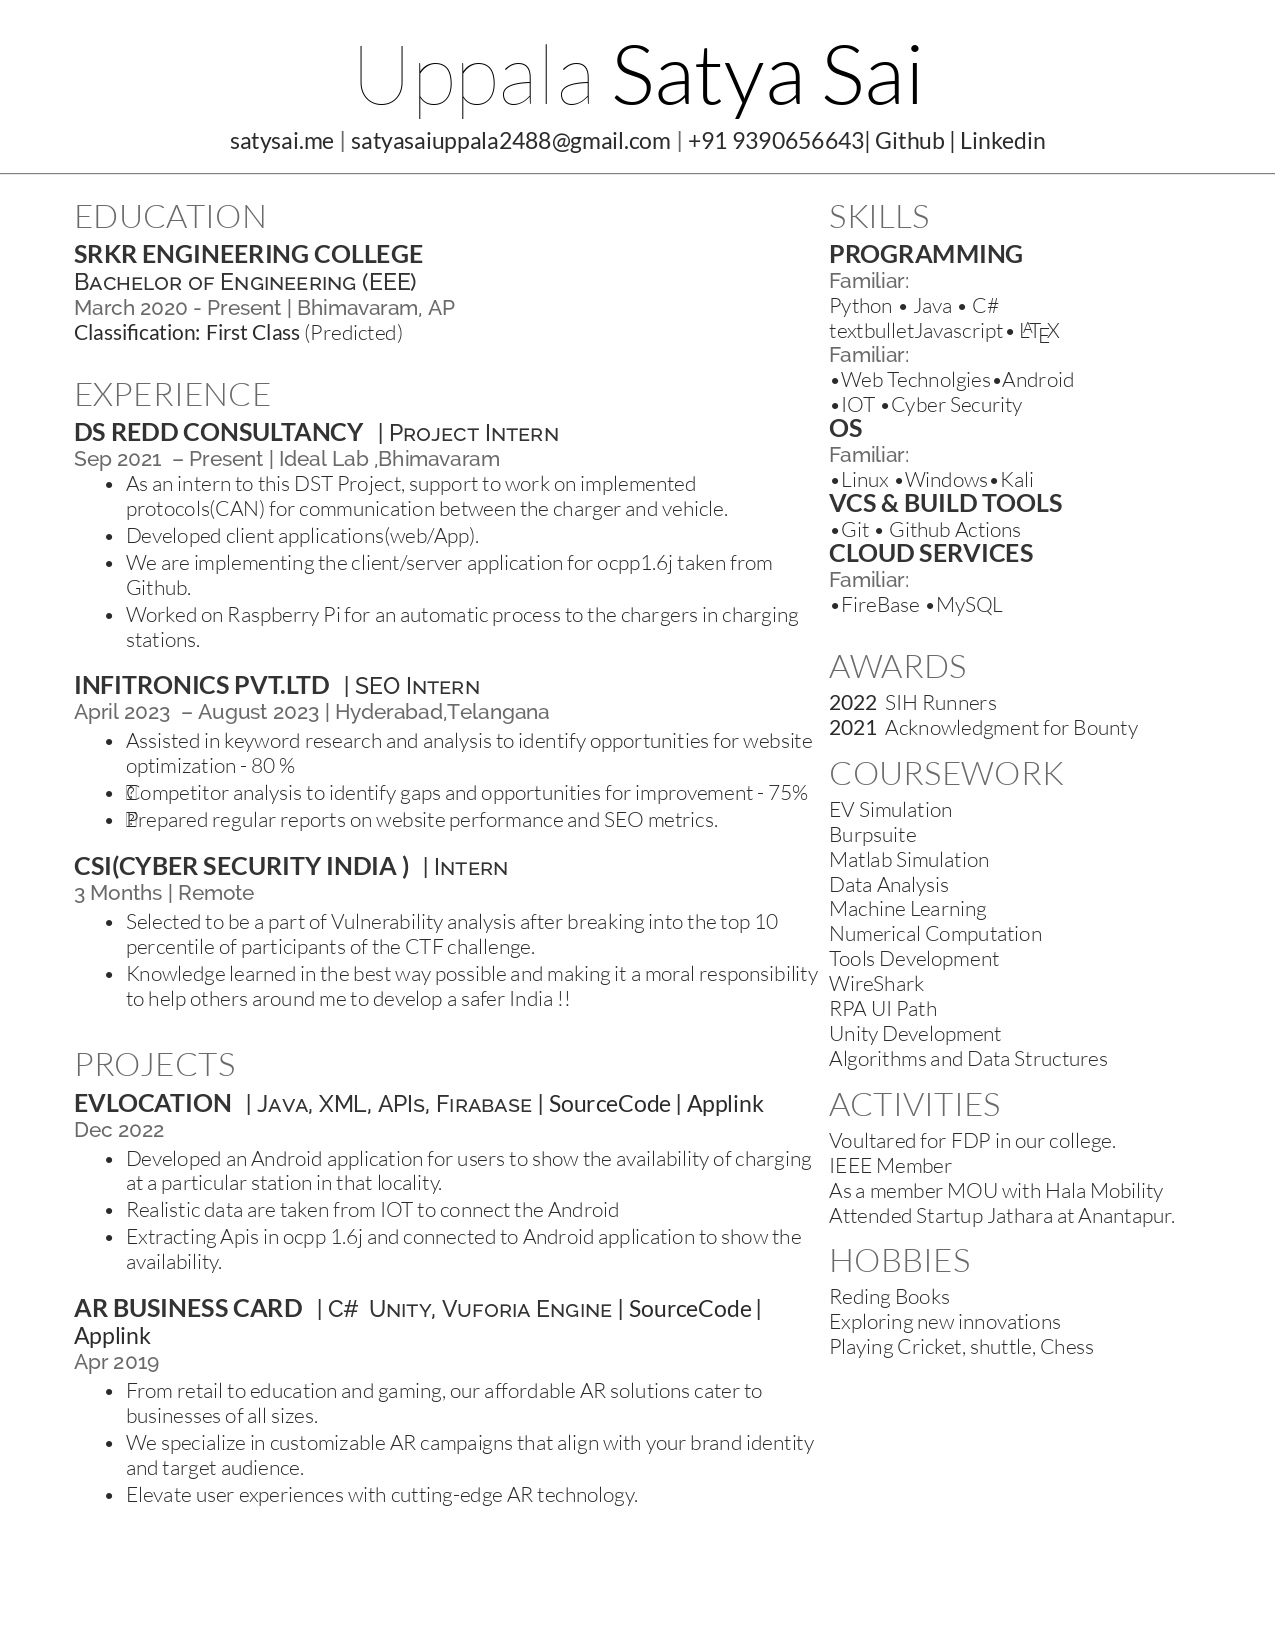 Uppala Satya Sai
satysai.me | satyasaiuppala2488@gmail.com | +91 9390656643| Github | Linkedin
EDUCATION
SRKR ENGINEERING COLLEGE
Bachelor of Engineering (EEE)
March 2020 - Present | Bhimavaram, AP
Classification: First Class (Predicted)
EXPERIENCE
DS REDD CONSULTANCY | Project Intern
Sep 2021 – Present | Ideal Lab ,Bhimavaram
• As an intern to this DST Project, support to work on implemented
protocols(CAN) for communication between the charger and vehicle.
• Developed client applications(web/App).
• We are implementing the client/server application for ocpp1.6j taken from
Github.
• Worked on Raspberry Pi for an automatic process to the chargers in charging
stations.
INFITRONICS PVT.LTD | SEO Intern
April 2023 – August 2023 | Hyderabad,Telangana
• Assisted in keyword research and analysis to identify opportunities for website
optimization - 80 %
• Competitor analysis to identify gaps and opportunities for improvement - 75%
• Prepared regular reports on website performance and SEO metrics.
CSI(CYBER SECURITY INDIA ) | Intern
3 Months | Remote
• Selected to be a part of Vulnerability analysis after breaking into the top 10
percentile of participants of the CTF challenge.
• Knowledge learned in the best way possible and making it a moral responsibility
to help others around me to develop a safer India !!
PROJECTS
EVLOCATION | Java, XML, APIs, Firabase | SourceCode | Applink
Dec 2022
• Developed an Android application for users to show the availability of charging
at a particular station in that locality.
• Realistic data are taken from IOT to connect the Android
• Extracting Apis in ocpp 1.6j and connected to Android application to show the
availability.
AR BUSINESS CARD | C# Unity, Vuforia Engine | SourceCode |
Applink
Apr 2019
• From retail to education and gaming, our affordable AR solutions cater to
businesses of all sizes.
• We specialize in customizable AR campaigns that align with your brand identity
and target audience.
• Elevate user experiences with cutting-edge AR technology.
SKILLS
PROGRAMMING
Familiar:
Python • Java • C#
textbulletJavascript• LATEX
Familiar:
•Web Technolgies•Android
•IOT •Cyber Security
OS
Familiar:
•Linux •Windows•Kali
VCS & BUILD TOOLS
•Git • Github Actions
CLOUD SERVICES
Familiar:
•FireBase •MySQL
AWARDS
2022 SIH Runners
2021 Acknowledgment for Bounty
COURSEWORK
EV Simulation
Burpsuite
Matlab Simulation
Data Analysis
Machine Learning
Numerical Computation
Tools Development
WireShark
RPA UI Path
Unity Development
Algorithms and Data Structures
ACTIVITIES
Voultared for FDP in our college.
IEEE Member
As a member MOU with Hala Mobility
Attended Startup Jathara at Anantapur.
HOBBIES
Reding Books
Exploring new innovations
Playing Cricket, shuttle, Chess